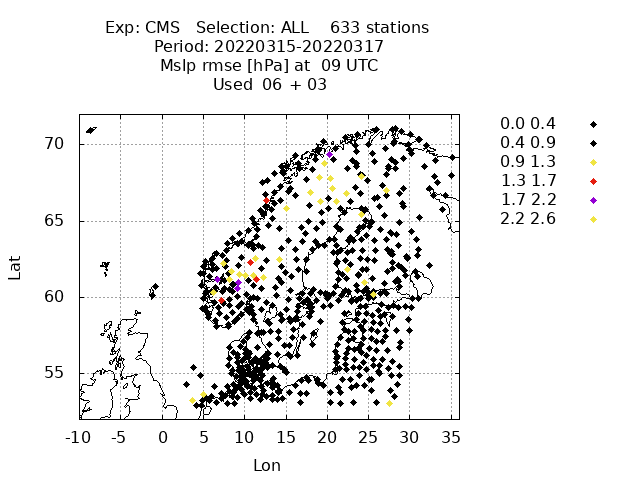 Exp: CMS Selection: ALL 633 stations
Period: 20220315-20220317
Mslp rmse [hPa] at 09 UTC
Used 06 + 03
0.0 0.4
0.4 0.9
0.9 1.3
1.3 1.7
1.7 2.2
2.2 2.6
70
65
60
55
Lat
-10 -5 0 5 10 15 20 25 30 35
Lon